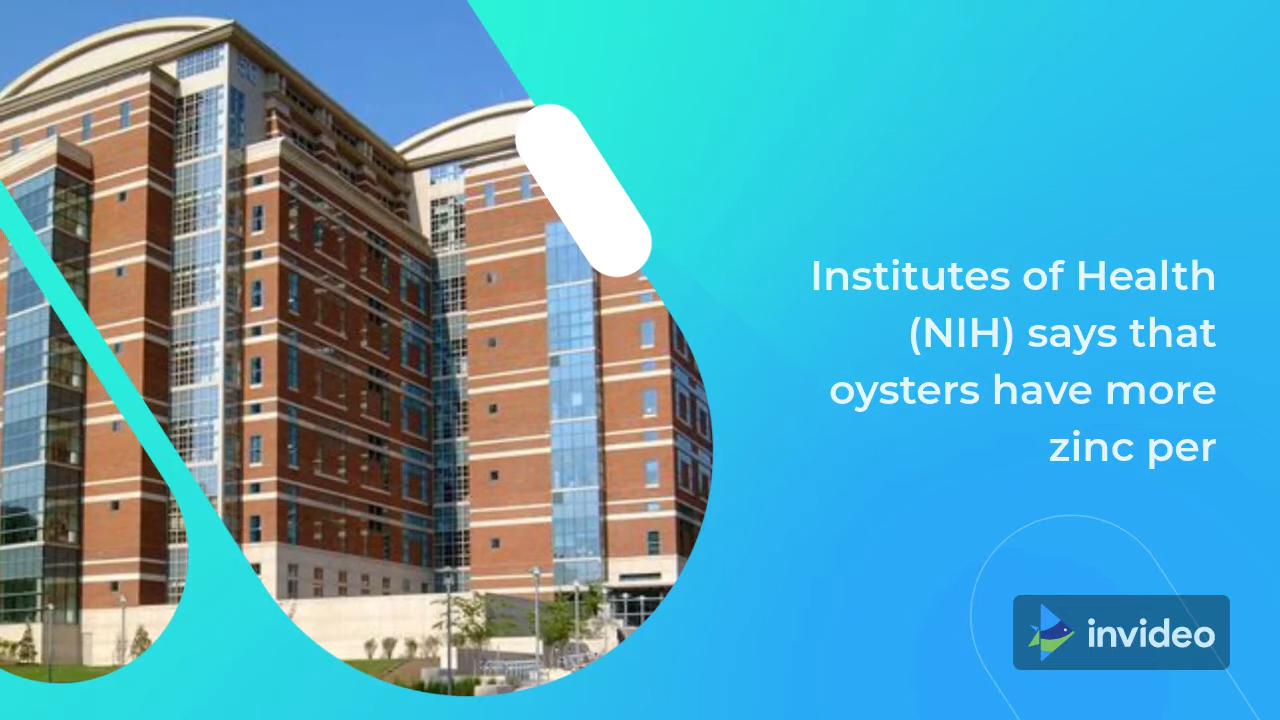 Institutes of Health
(NIH) says that
oysters have more
zinc per
invideo